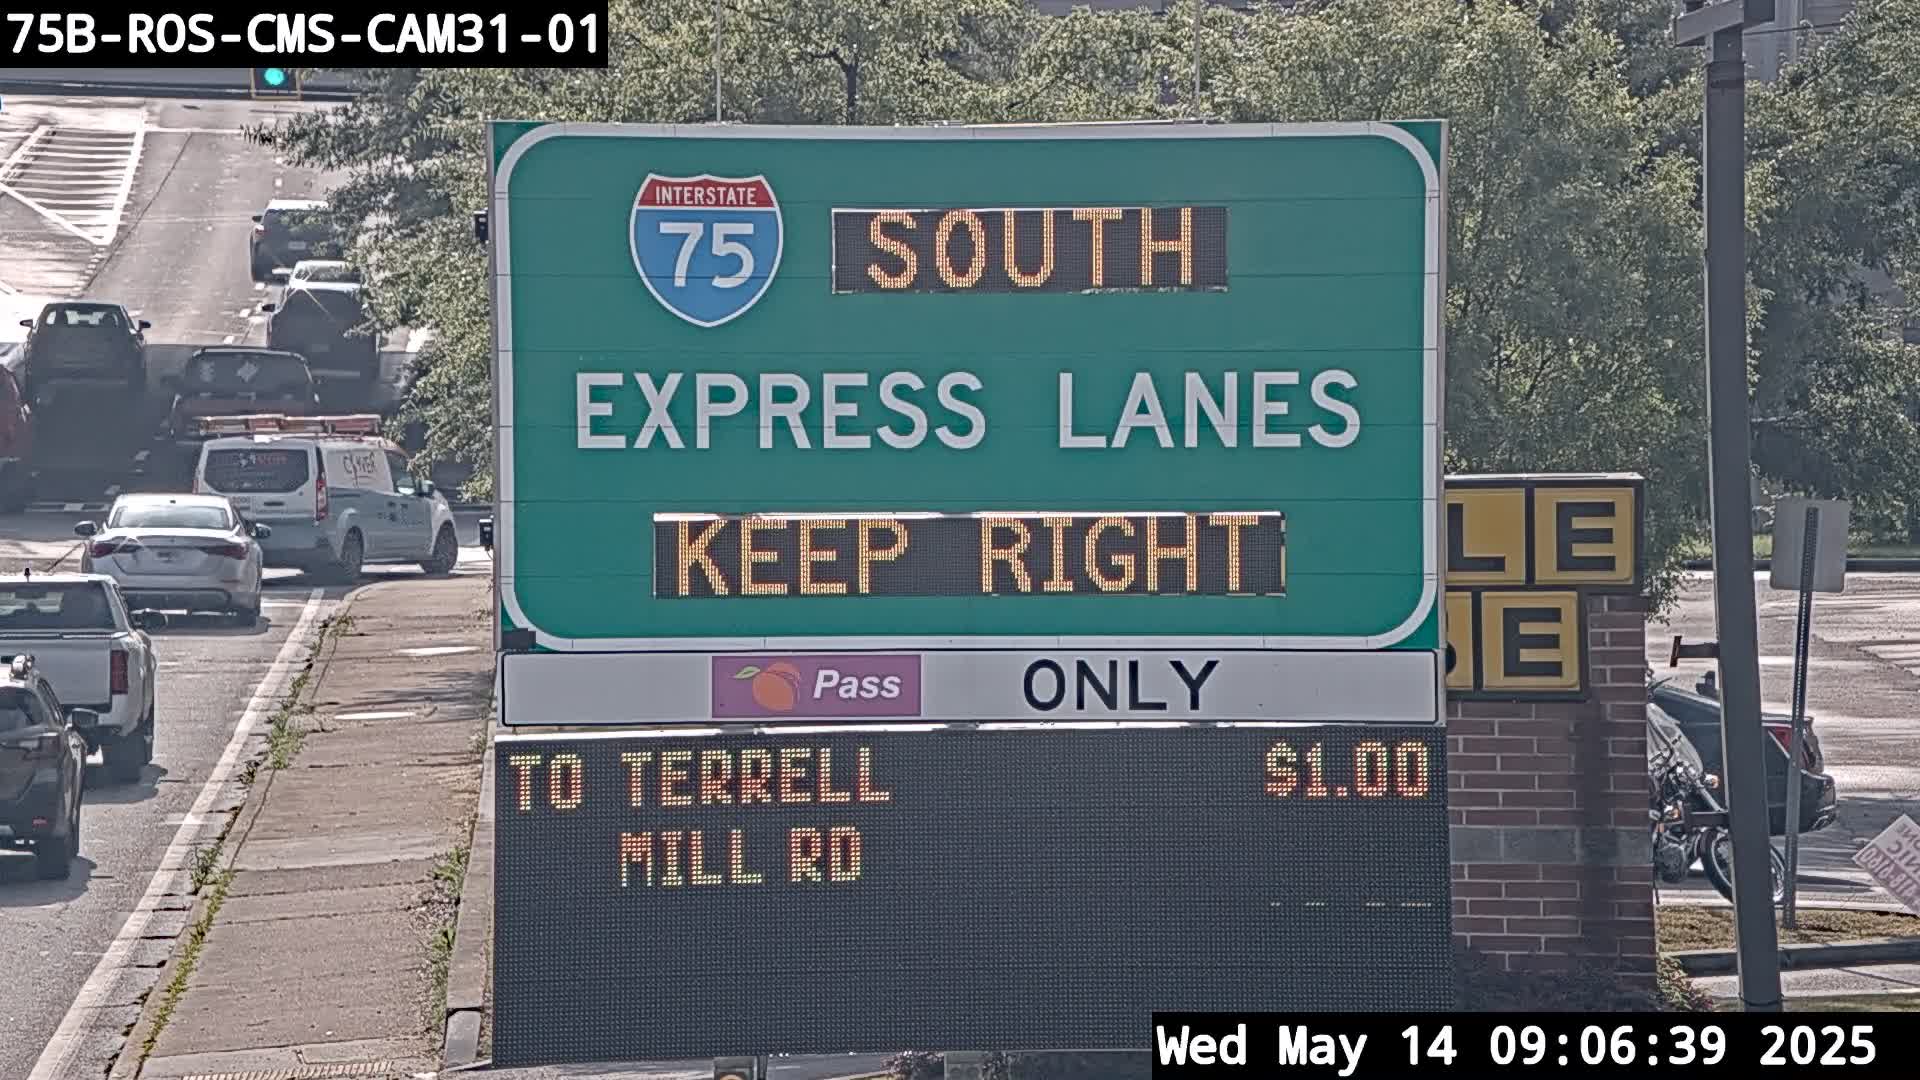 75B-ROS-CMS-CAM31-01
INTERSTATE
75
SOUTH
EXPRESS LANES
KEEP RIGHT
Pass ONLY
TO TERRELL $1.00
MILL RD
LE
E
Wed May 14 09:06:39 2025